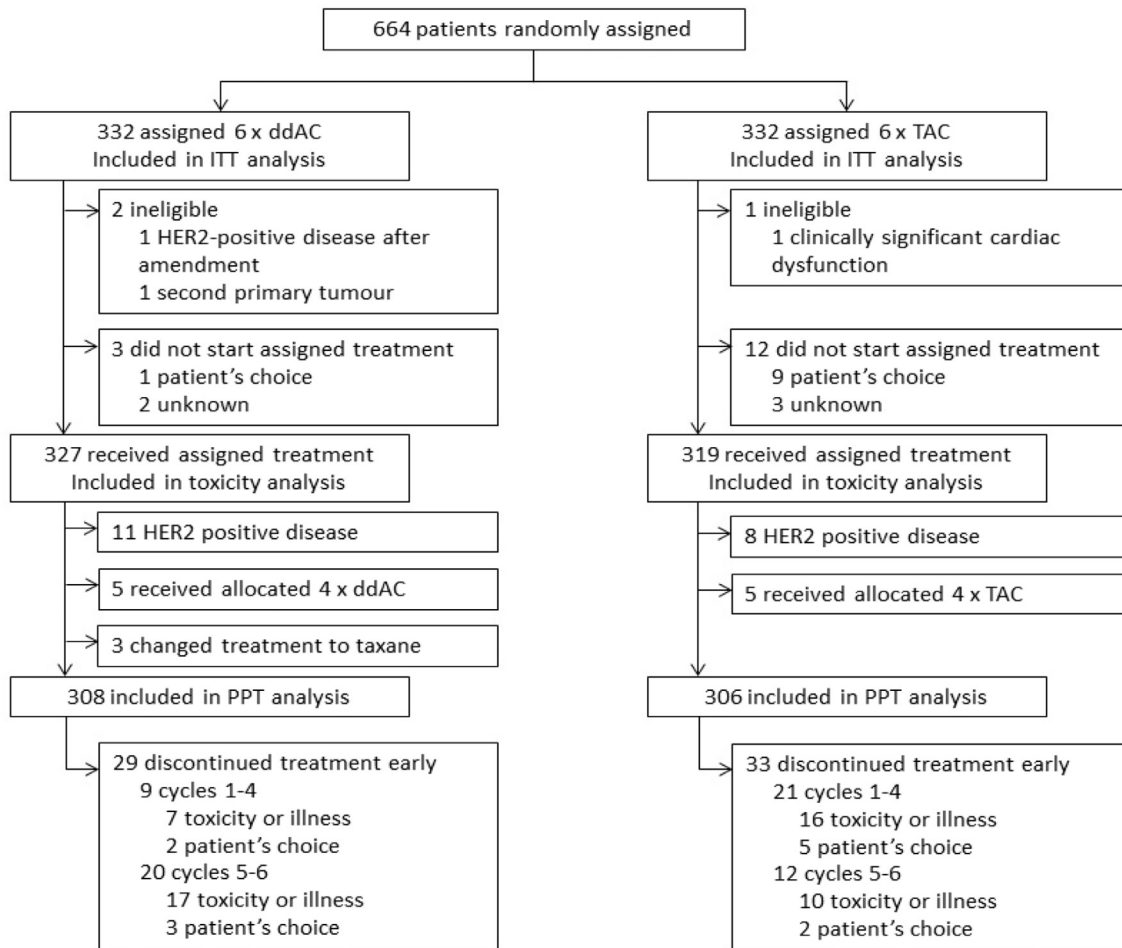 664 patients randomly assigned
332 assigned 6 x ddAC
Included in ITT analysis
2 ineligible
1 HER2-positive disease after
amendment
1 second primary tumour
3 did not start assigned treatment
1 patient’s choice
2 unknown
327 received assigned treatment
Included in toxicity analysis
11 HER2 positive disease
5 received allocated 4 x ddAC
3 changed treatment to taxane
308 included in PPT analysis
29 discontinued treatment early
9 cycles 1-4
7 toxicity or illness
2 patient’s choice
20 cycles 5-6
17 toxicity or illness
3 patient’s choice
332 assigned 6 x TAC
Included in ITT analysis
1 ineligible
1 clinically significant cardiac
dysfunction
12 did not start assigned treatment
9 patient’s choice
3 unknown
319 received assigned treatment
Included in toxicity analysis
8 HER2 positive disease
5 received allocated 4 x TAC
306 included in PPT analysis
33 discontinued treatment early
21 cycles 1-4
16 toxicity or illness
5 patient’s choice
12 cycles 5-6
10 toxicity or illness
2 patient’s choice